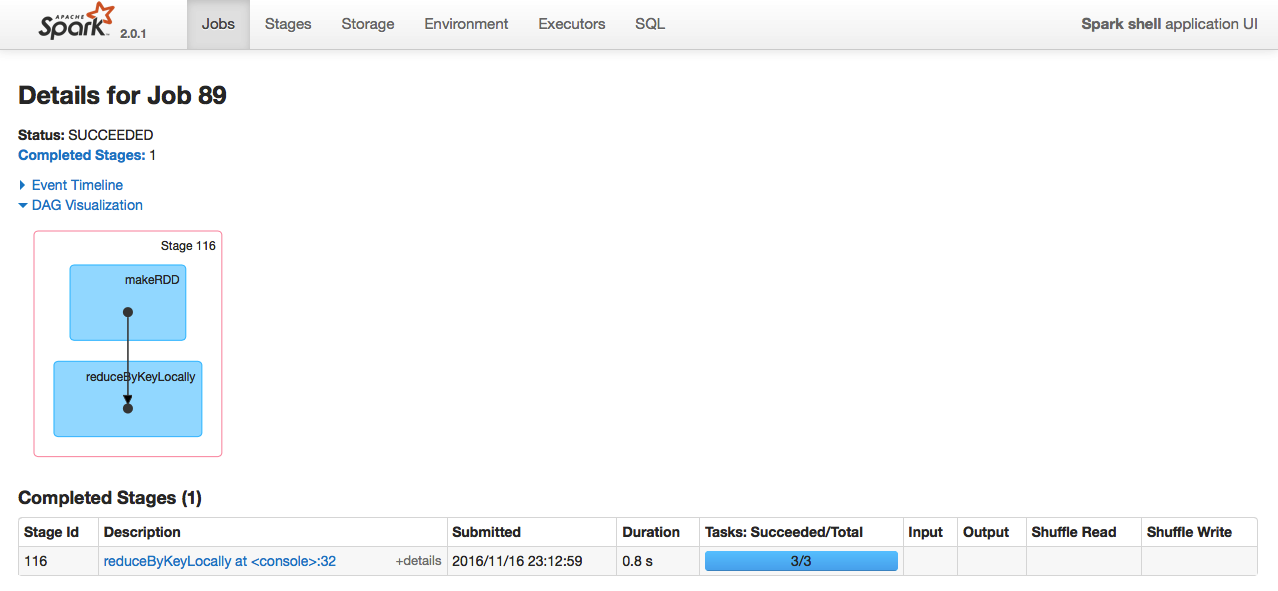 APACHE
Spark 2.0.1 Jobs Stages Storage Environment Executors SQL Spark shell application UI
Details for Job 89
Status: SUCCEEDED
Completed Stages: 1
Event Timeline
DAG Visualization
Stage 116
makeRDD
reduceByKeyLocally
Completed Stages (1)
Stage Id Description Submitted Duration Tasks: Succeeded/Total Input Output Shuffle Read Shuffle Write
116 reduceByKeyLocally at <console>:32 +details 2016/11/16 23:12:59 0.8 s 3/3